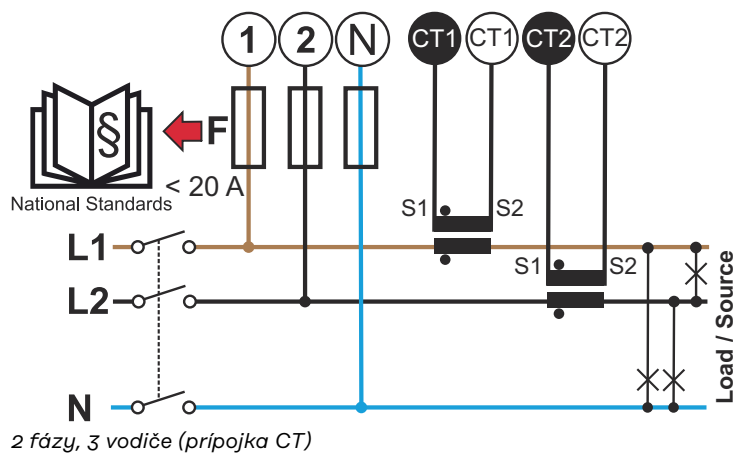 1 2 N CT1 CT1 CT2 CT2
§
F
National Standards
< 20 A
S1 S2
L1
S1 S2
L2
Load / Source
N
2 fázy, 3 vodiče (prípojka CT)